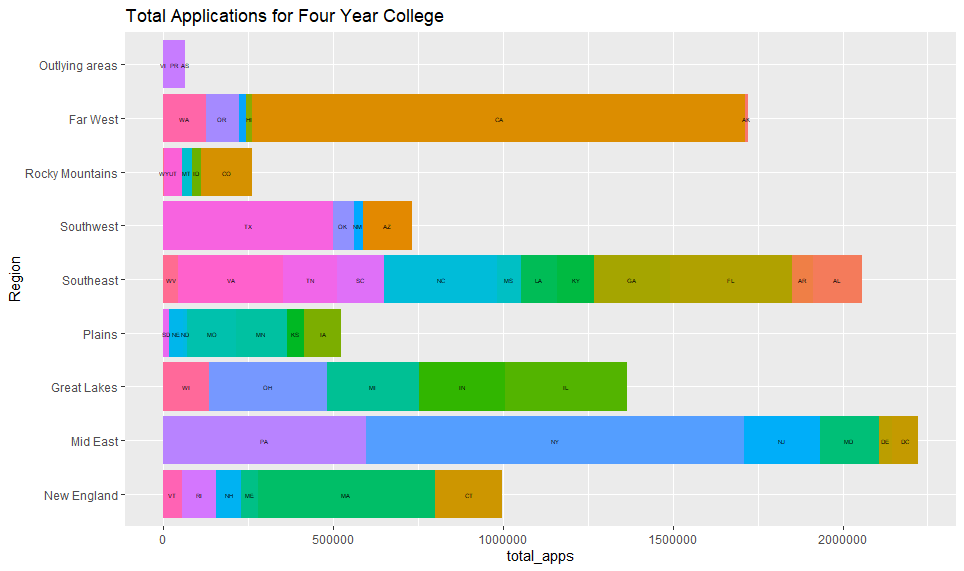 Total Applications for Four Year College
Outlying areas
VI PR AS
Far West
WA OR HI CA AK
Rocky Mountains
WY UT MT ID CO
Southwest
TX OK NM AZ
Southeast
WV VA TN SC NC MS LA KY GA FL AR AL
Plains
SD NE ND MO MN KS IA
Great Lakes
WI OH MI IN IL
Mid East
PA NY NJ MD DE DC
New England
VT RI NH ME MA CT
Region
0 500000 1000000 1500000 2000000
total_apps